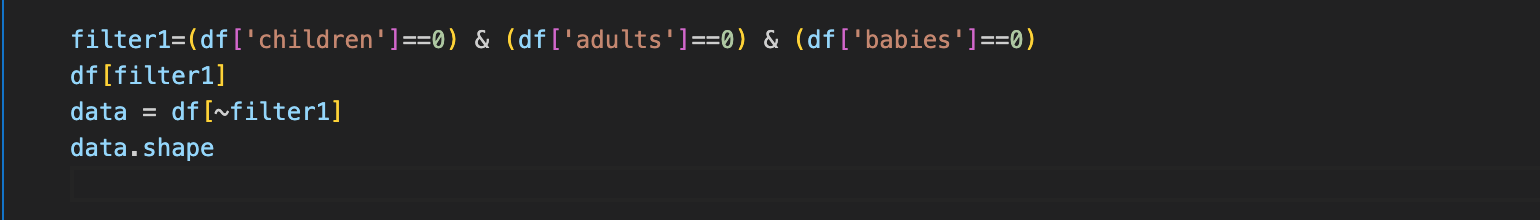 filter1=(df['children']==0) & (df['adults']==0) & (df['babies']==0)
df[filter1]
data = df[~filter1]
data.shape